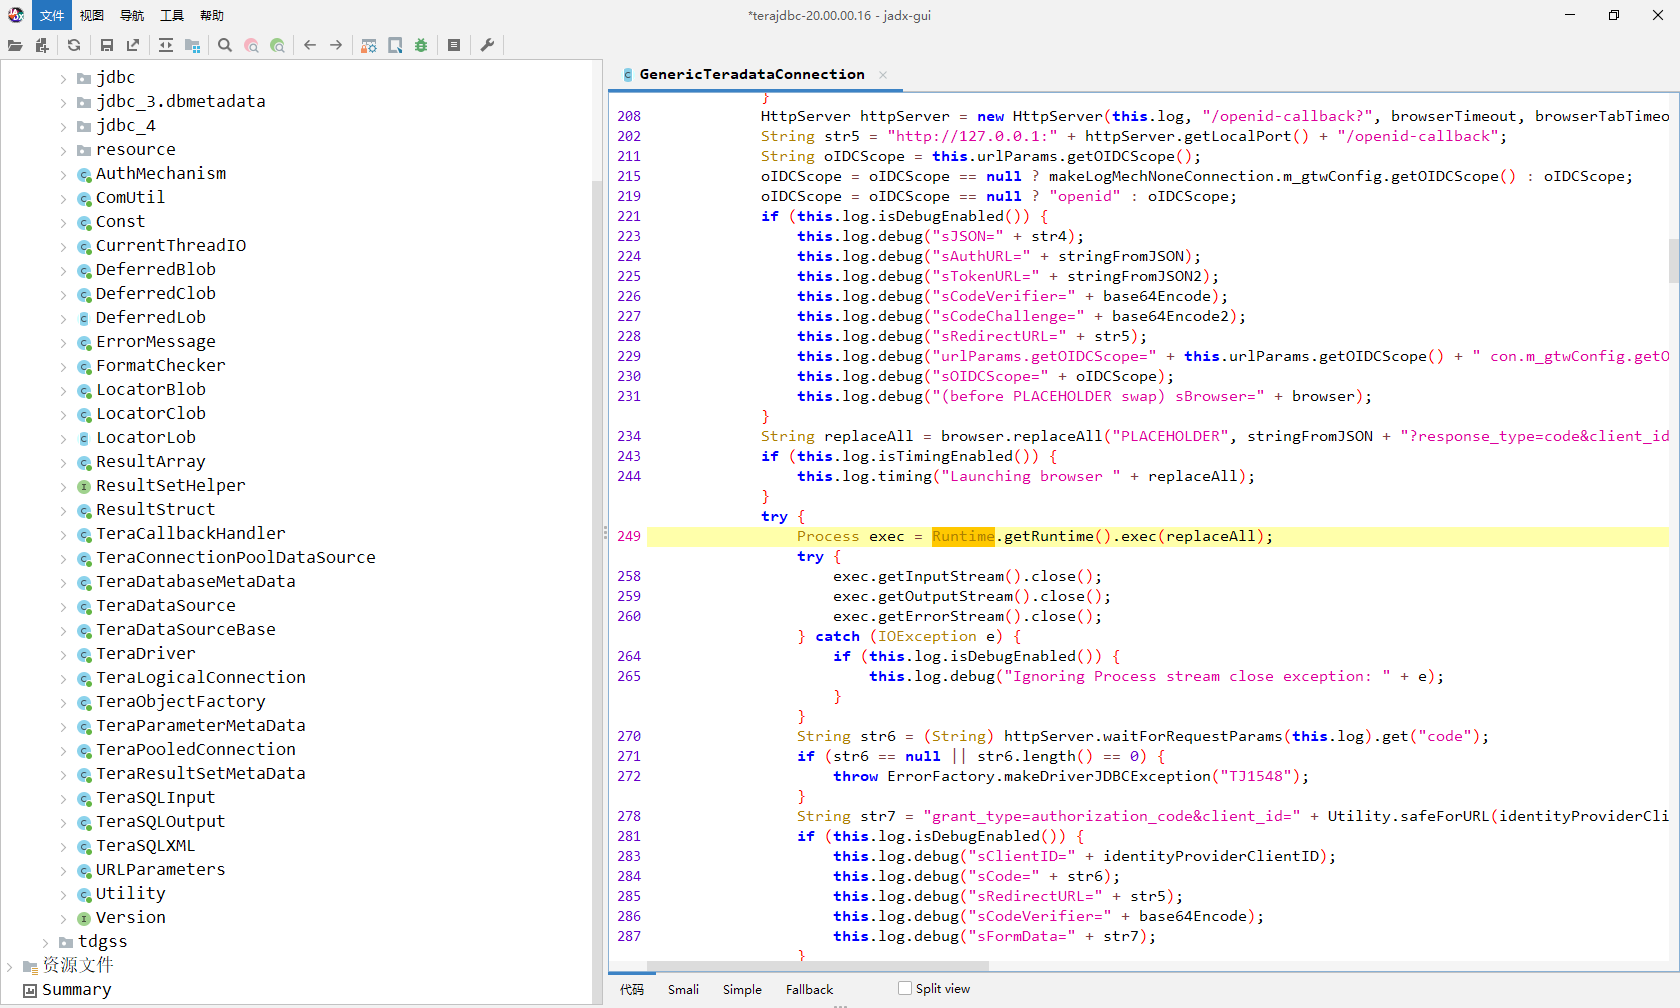 *terajdbc-20.00.00.16 - jadx-gui
文件 视图 导航 工具 帮助
jdbc
jdbc_3.dbmetadata
jdbc_4
resource
AuthMechanism
ComUtil
Const
CurrentThreadIO
DeferredBlob
DeferredClob
DeferredLob
ErrorMessage
FormatChecker
LocatorBlob
LocatorClob
LocatorLob
ResultArray
ResultSetHelper
ResultStruct
TeraCallbackHandler
TeraConnectionPoolDataSource
TeraDatabaseMetaData
TeraDataSource
TeraDataSourceBase
TeraDriver
TeraLogicalConnection
TeraObjectFactory
TeraParameterMetaData
TeraPooledConnection
TeraResultSetMetaData
TeraSQLInput
TeraSQLOutput
TeraSQLXML
URLParameters
Utility
Version
tdgss
资源文件
Summary
GenericTeradataConnection
}
208 HttpServer httpServer = new HttpServer(this.log, "/openid-callback?", browserTimeout, browserTabTimeo
202 String str5 = "http://127.0.0.1:" + httpServer.getLocalPort() + "/openid-callback";
211 String oIDCScope = this.urlParams.getOIDCScope();
215 oIDCScope = oIDCScope == null ? makeLogMechNoneConnection.m_gtwConfig.getOIDCScope() : oIDCScope;
219 oIDCScope = oIDCScope == null ? "openid" : oIDCScope;
221 if (this.log.isDebugEnabled()) {
223 this.log.debug("sJSON=" + str4);
224 this.log.debug("sAuthURL=" + stringFromJSON);
225 this.log.debug("sTokenURL=" + stringFromJSON2);
226 this.log.debug("sCodeVerifier=" + base64Encode);
227 this.log.debug("sCodeChallenge=" + base64Encode2);
228 this.log.debug("sRedirectURL=" + str5);
229 this.log.debug("urlParams.getOIDCScope=" + this.urlParams.getOIDCScope() + " con.m_gtwConfig.getO
230 this.log.debug("sOIDCScope=" + oIDCScope);
231 this.log.debug("(before PLACEHOLDER swap) sBrowser=" + browser);
}
234 String replaceAll = browser.replaceAll("PLACEHOLDER", stringFromJSON + "?response_type=code&client_id
243 if (this.log.isTimingEnabled()) {
244 this.log.timing("Launching browser " + replaceAll);
}
try {
249 Process exec = Runtime.getRuntime().exec(replaceAll);
try {
258 exec.getInputStream().close();
259 exec.getOutputStream().close();
260 exec.getErrorStream().close();
} catch (IOException e) {
264 if (this.log.isDebugEnabled()) {
265 this.log.debug("Ignoring Process stream close exception: " + e);
}
}
270 String str6 = (String) httpServer.waitForRequestParams(this.log).get("code");
271 if (str6 == null || str6.length() == 0) {
272 throw ErrorFactory.makeDriverJDBCException("TJ1548");
}
278 String str7 = "grant_type=authorization_code&client_id=" + Utility.safeForURL(identityProviderCli
281 if (this.log.isDebugEnabled()) {
283 this.log.debug("sClientID=" + identityProviderClientID);
284 this.log.debug("sCode=" + str6);
285 this.log.debug("sRedirectURL=" + str5);
286 this.log.debug("sCodeVerifier=" + base64Encode);
287 this.log.debug("sFormData=" + str7);
}
代码 Smali Simple Fallback Split view